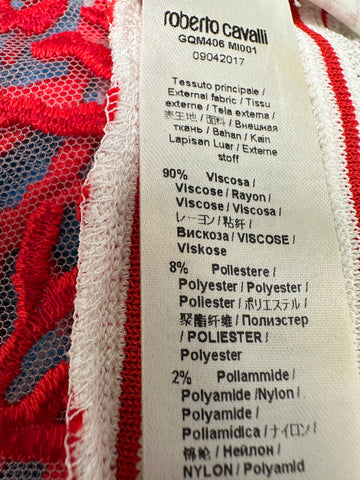 roberto cavalli
GQM406 MI001
09042017
Tessuto principale /
External fabric / Tissu
externe / Tela externa /
表生地 / 面料 / Внешняя
ткань / Bahan / Kain
Lapisan Luar / Externe
stoff
90% Viscosa /
Viscose / Rayon /
Viscose / Viscosa /
レーヨン / 粘纤 /
Вискоза / VISCOSE /
Viskose
8% Poliestere /
Polyester / Polyester /
Poliester / ポリエステル /
聚酯纤维 / Полиэстер
/ POLIESTER /
Polyester
2% Poliammide /
Polyamide /Nylon /
Polyamide /
Poliamidica / ナイロン /
锦纶 / Нейлон /
NYLON / Polyamid